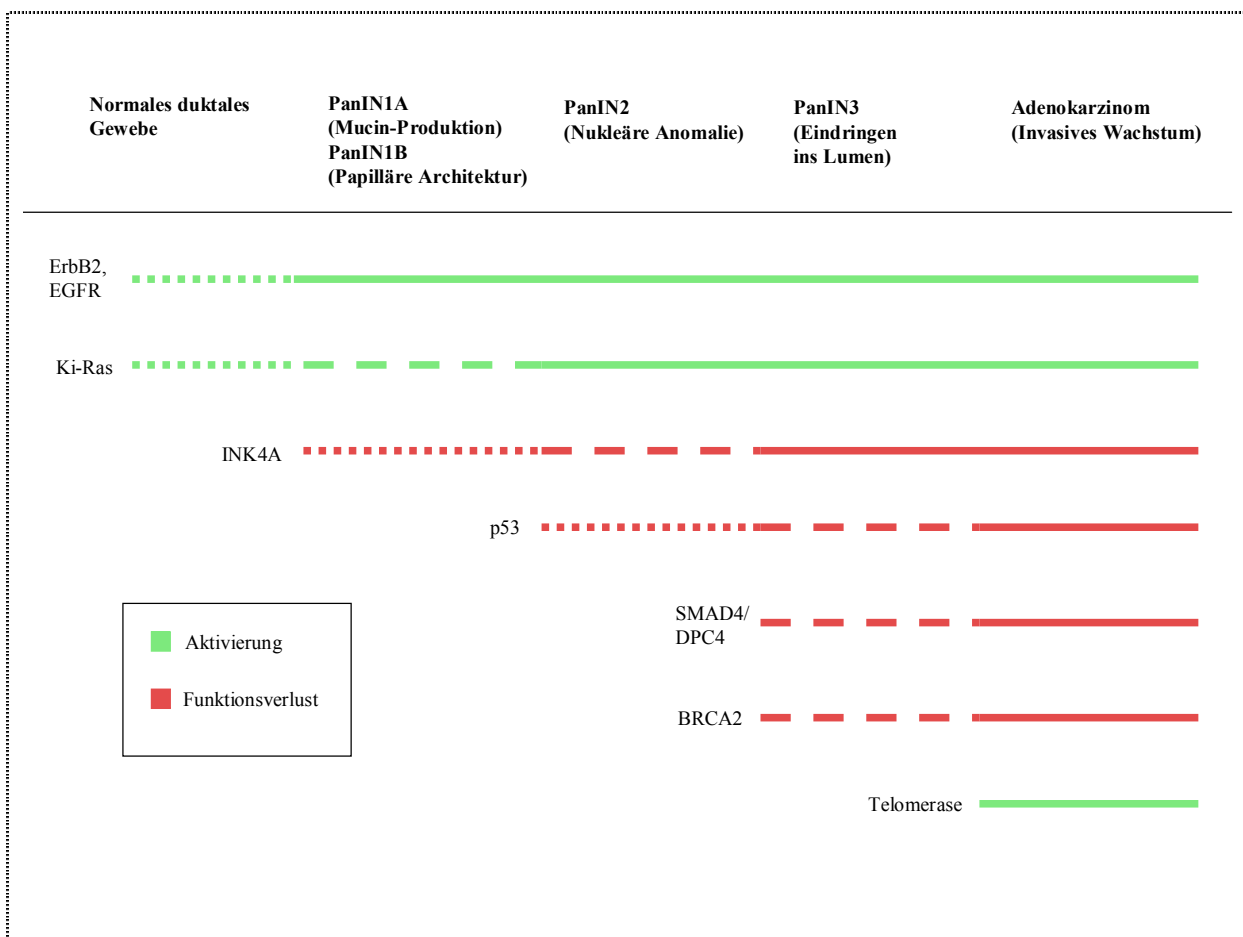 Normales duktales
Gewebe
PanIN1A
(Mucin-Produktion)
PanIN1B
(Papilläre Architektur)
PanIN2
(Nukleäre Anomalie)
PanIN3
(Eindringen
ins Lumen)
Adenokarzinom
(Invasives Wachstum)
ErbB2,
EGFR
Ki-Ras
INK4A
p53
SMAD4/
DPC4
BRCA2
Telomerase
Aktivierung
Funktionsverlust